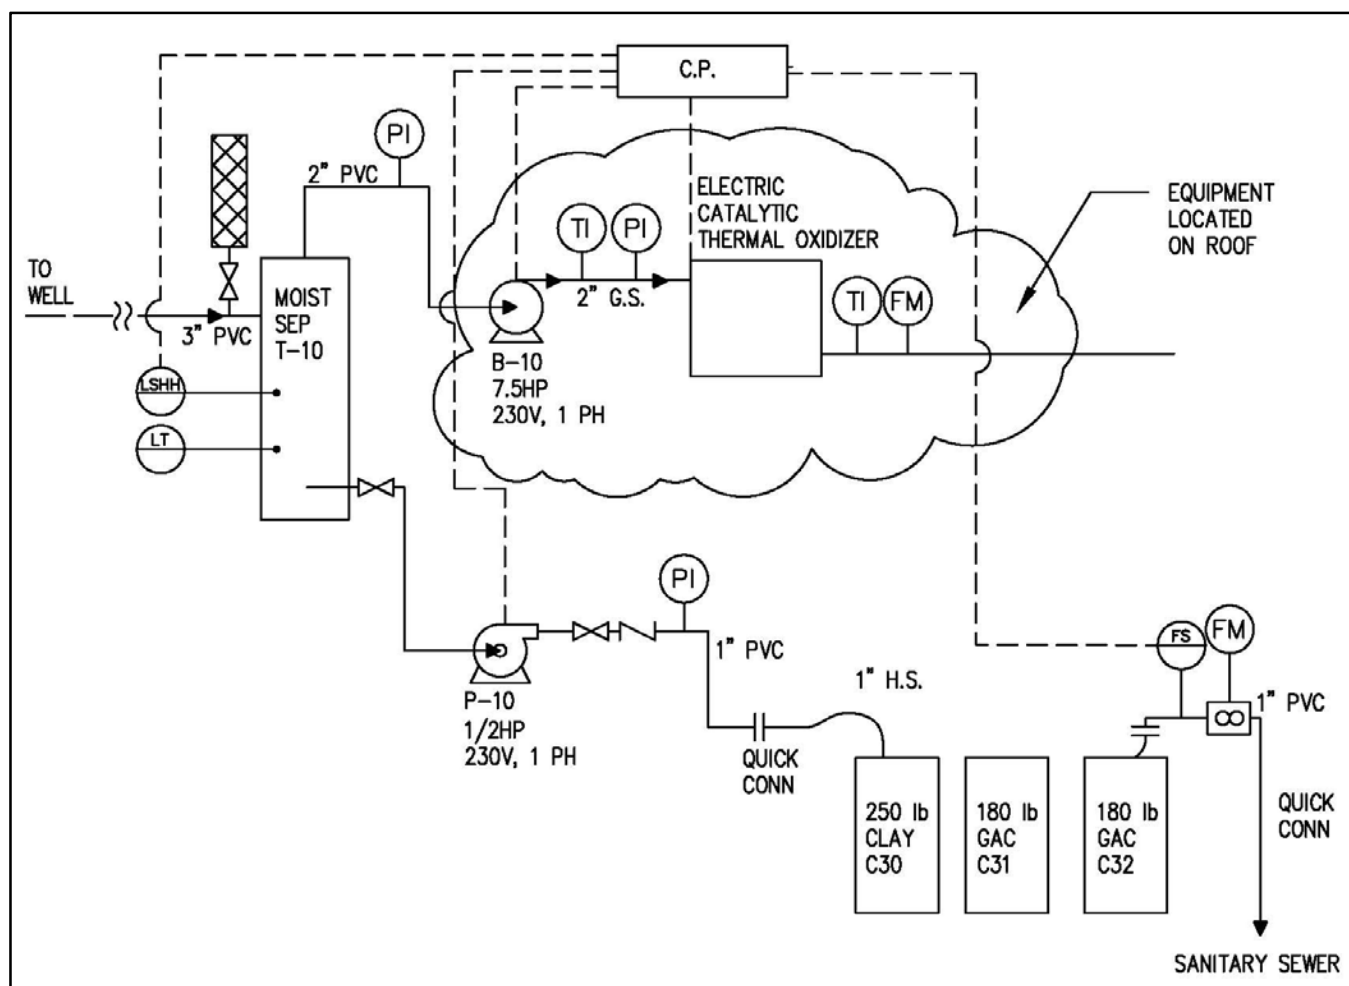 C.P.
PI
2" PVC
ELECTRIC
CATALYTIC
THERMAL OXIDIZER
EQUIPMENT
LOCATED
ON ROOF
TI
PI
TO
WELL
MOIST
SEP
T-10
2" G.S.
TI
FM
3" PVC
B-10
7.5HP
230V, 1 PH
LSHH
LT
PI
FS
FM
1" PVC
1" H.S.
1" PVC
P-10
1/2HP
230V, 1 PH
QUICK
CONN
250 lb
CLAY
C30
180 lb
GAC
C31
180 lb
GAC
C32
QUICK
CONN
SANITARY SEWER